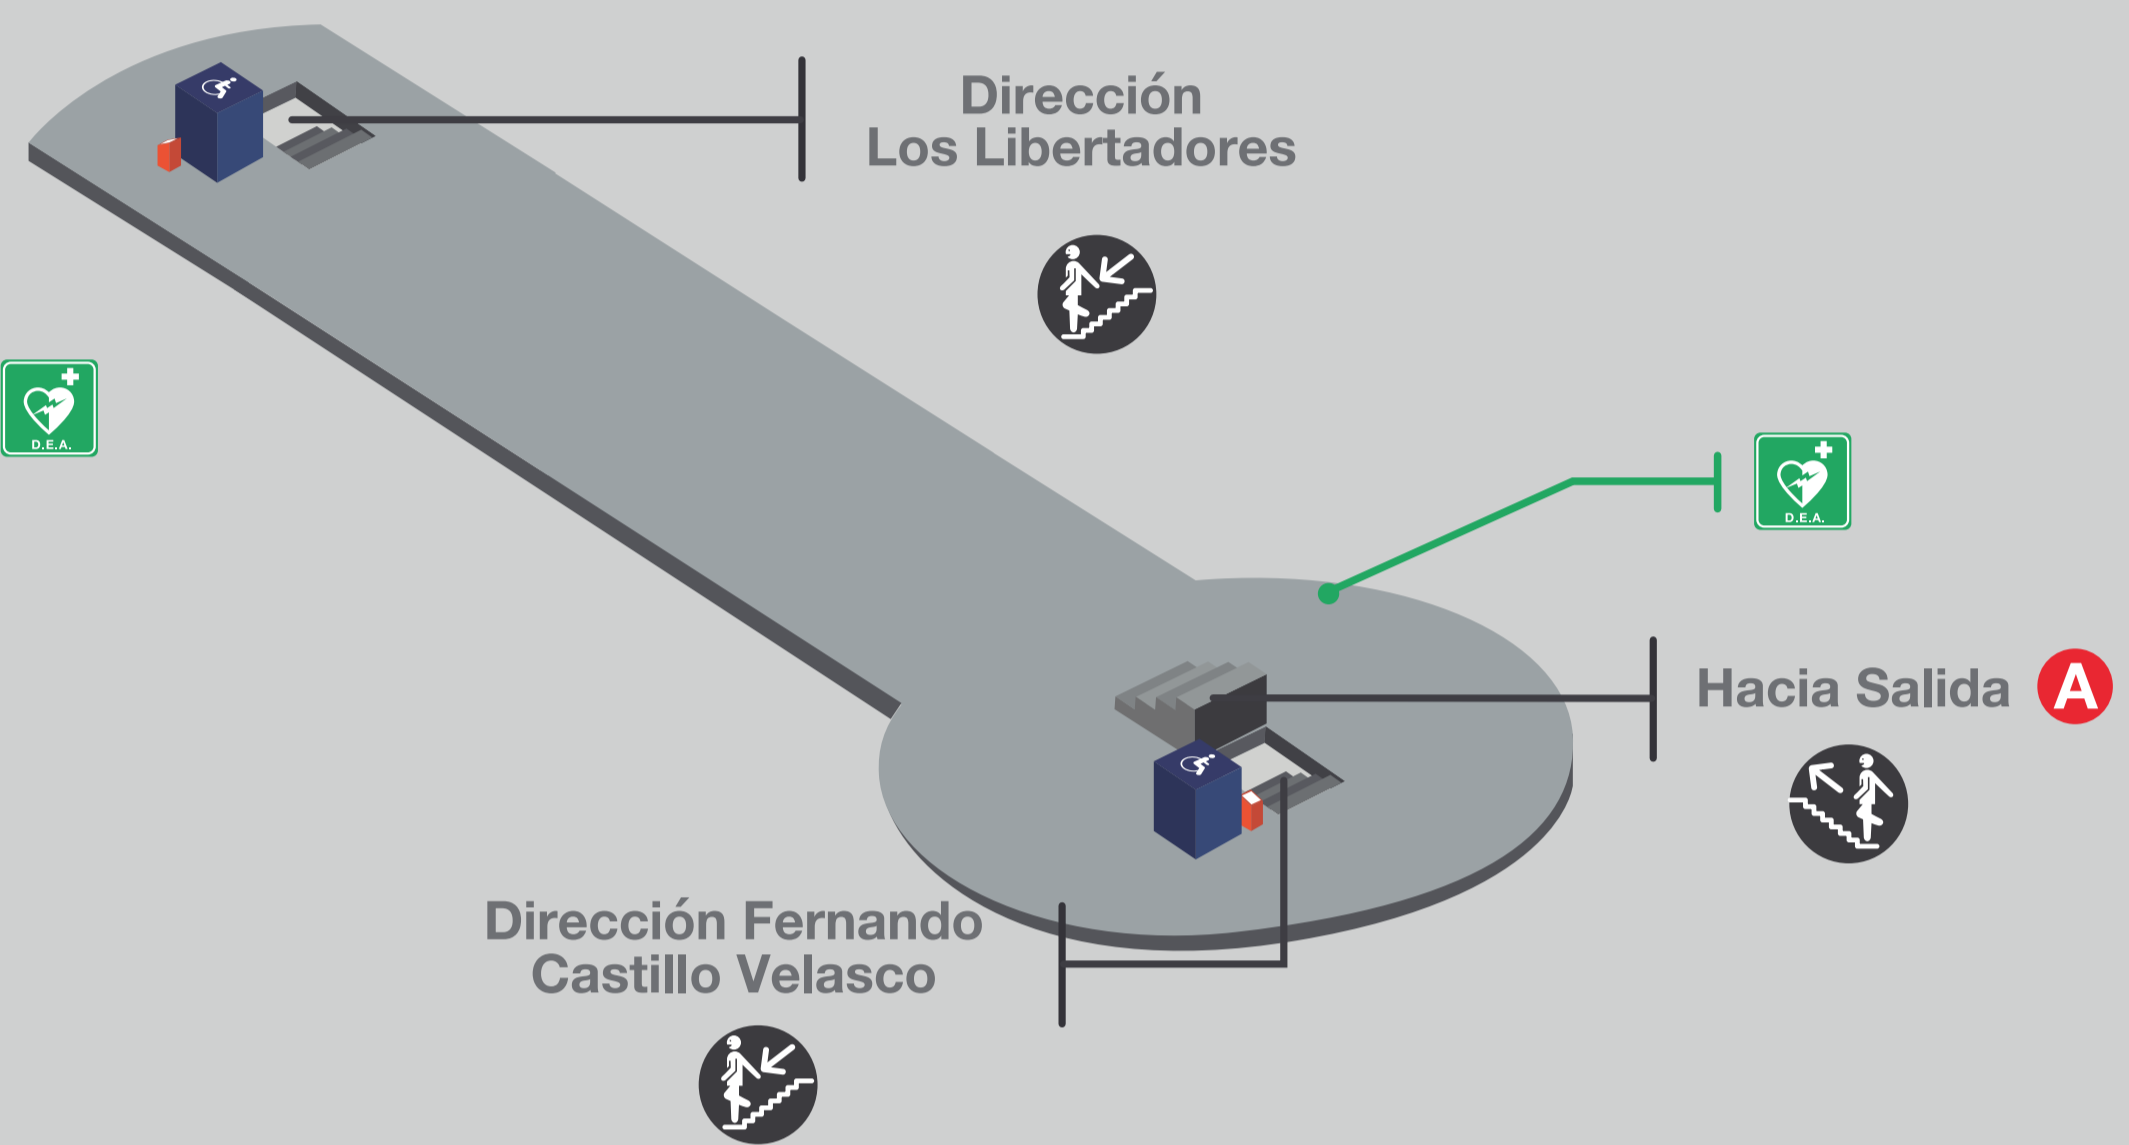 Dirección
Los Libertadores
D.E.A.
D.E.A.
Hacia Salida A
Dirección Fernando
Castillo Velasco